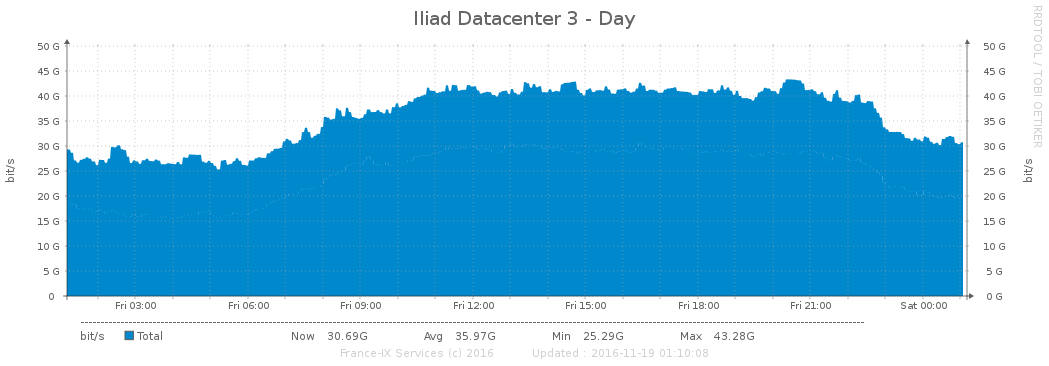 Iliad Datacenter 3 - Day
RRDTOOL / TOBI OETIKER
50 G 50 G
45 G 45 G
40 G 40 G
35 G 35 G
30 G 30 G
25 G 25 G
20 G 20 G
15 G 15 G
10 G 10 G
5 G 5 G
0 0 G
bit/s bit/s
Fri 03:00 Fri 06:00 Fri 09:00 Fri 12:00 Fri 15:00 Fri 18:00 Fri 21:00 Sat 00:00
bit/s Total Now 30.69G Avg 35.97G Min 25.29G Max 43.28G
France-IX Services (c) 2016 Updated : 2016-11-19 01:10:08